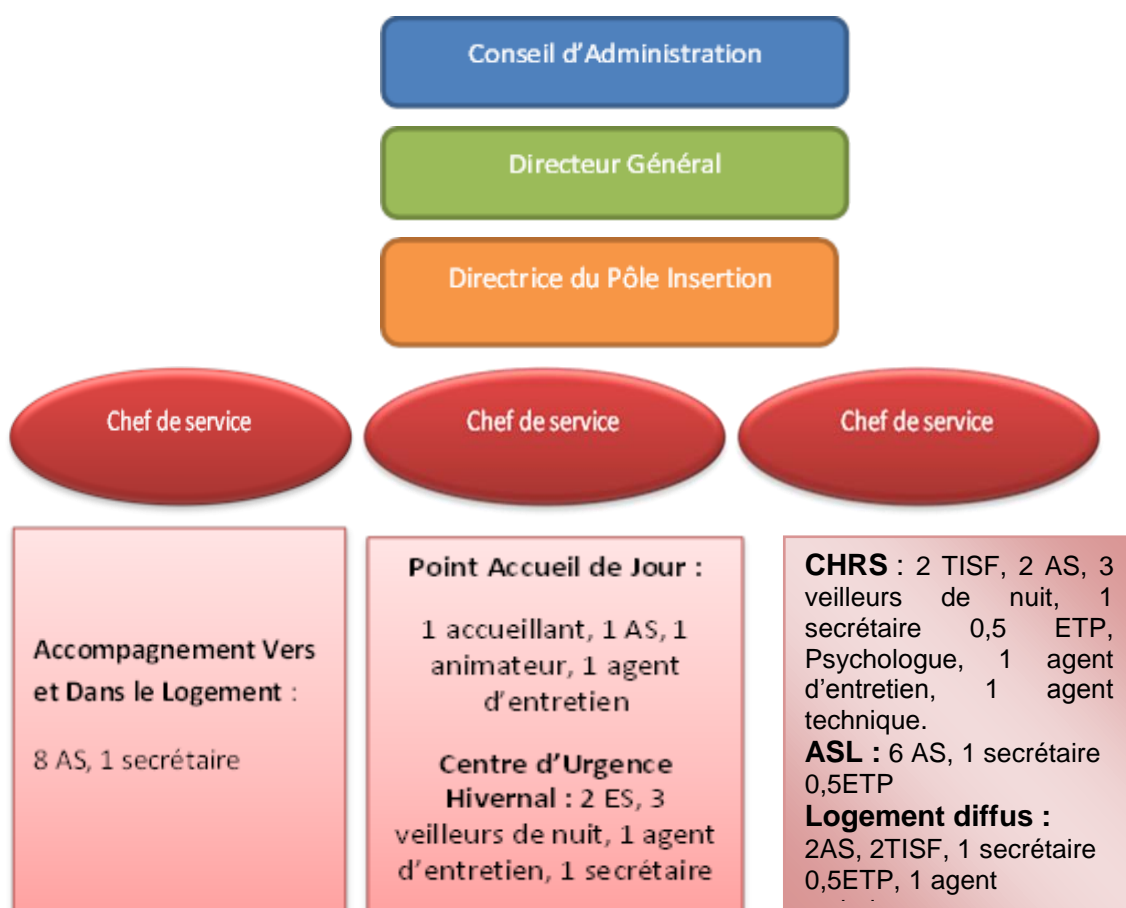 Conseil d'Administration
Directeur Général
Directrice du Pôle Insertion
Chef de service
Chef de service
Chef de service
Accompagnement Vers
et Dans le Logement :
8 AS, 1 secrétaire
Point Accueil de Jour :
1 accueillant, 1 AS, 1
animateur, 1 agent
d'entretien
Centre d'Urgence
Hivernal : 2 ES, 3
veilleurs de nuit, 1 agent
d'entretien, 1 secrétaire
CHRS : 2 TISF, 2 AS, 3
veilleurs de nuit, 1
secrétaire 0,5 ETP,
Psychologue, 1 agent
d'entretien, 1 agent
technique.
ASL : 6 AS, 1 secrétaire
0,5ETP
Logement diffus :
2AS, 2TISF, 1 secrétaire
0,5ETP, 1 agent